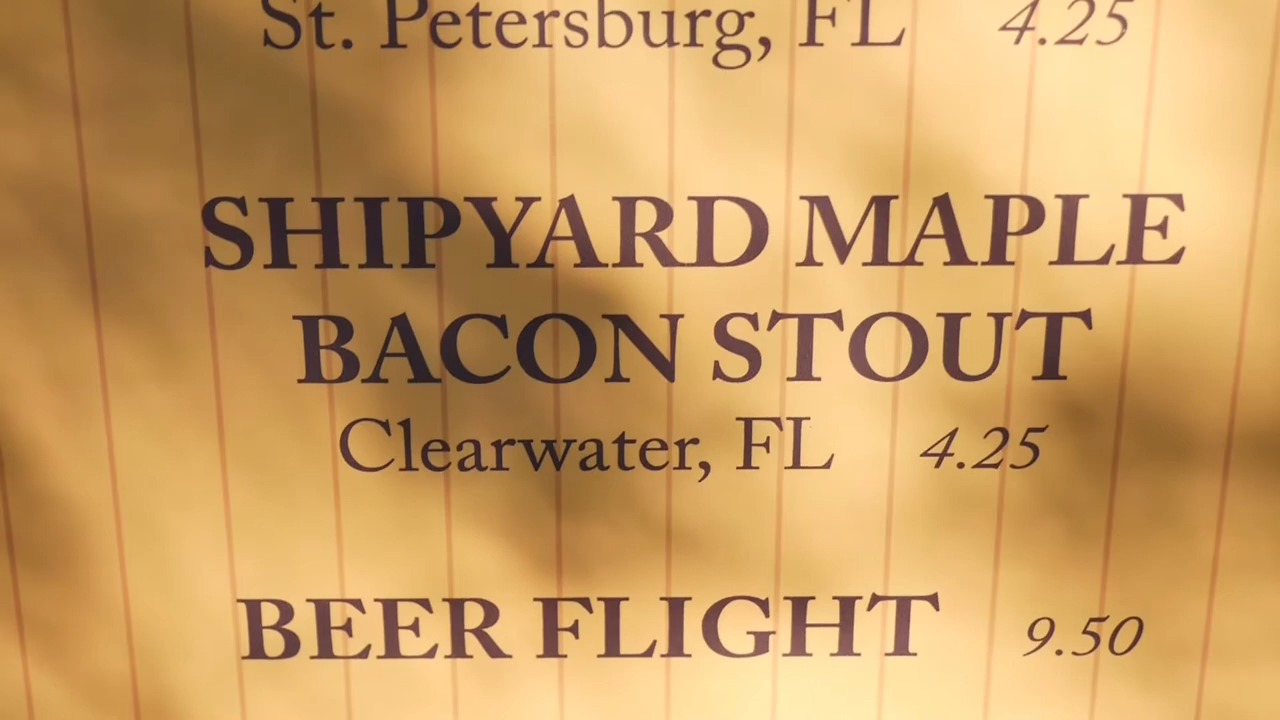 St. Petersburg, FL 4.25
SHIPYARD MAPLE
BACON STOUT
Clearwater, FL 4.25
BEER FLIGHT 9.50